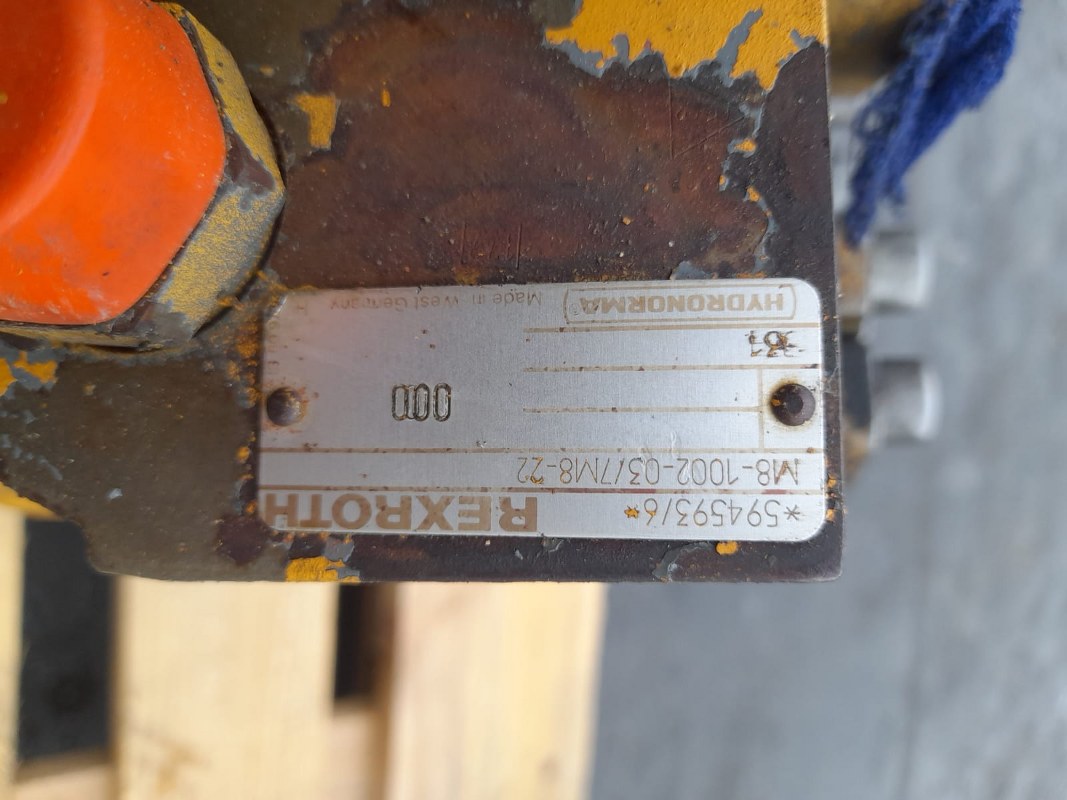 *594593/6* REXROTH
M8-1002-03/7M8-22
000
HYDRONORMA Made in West Germany